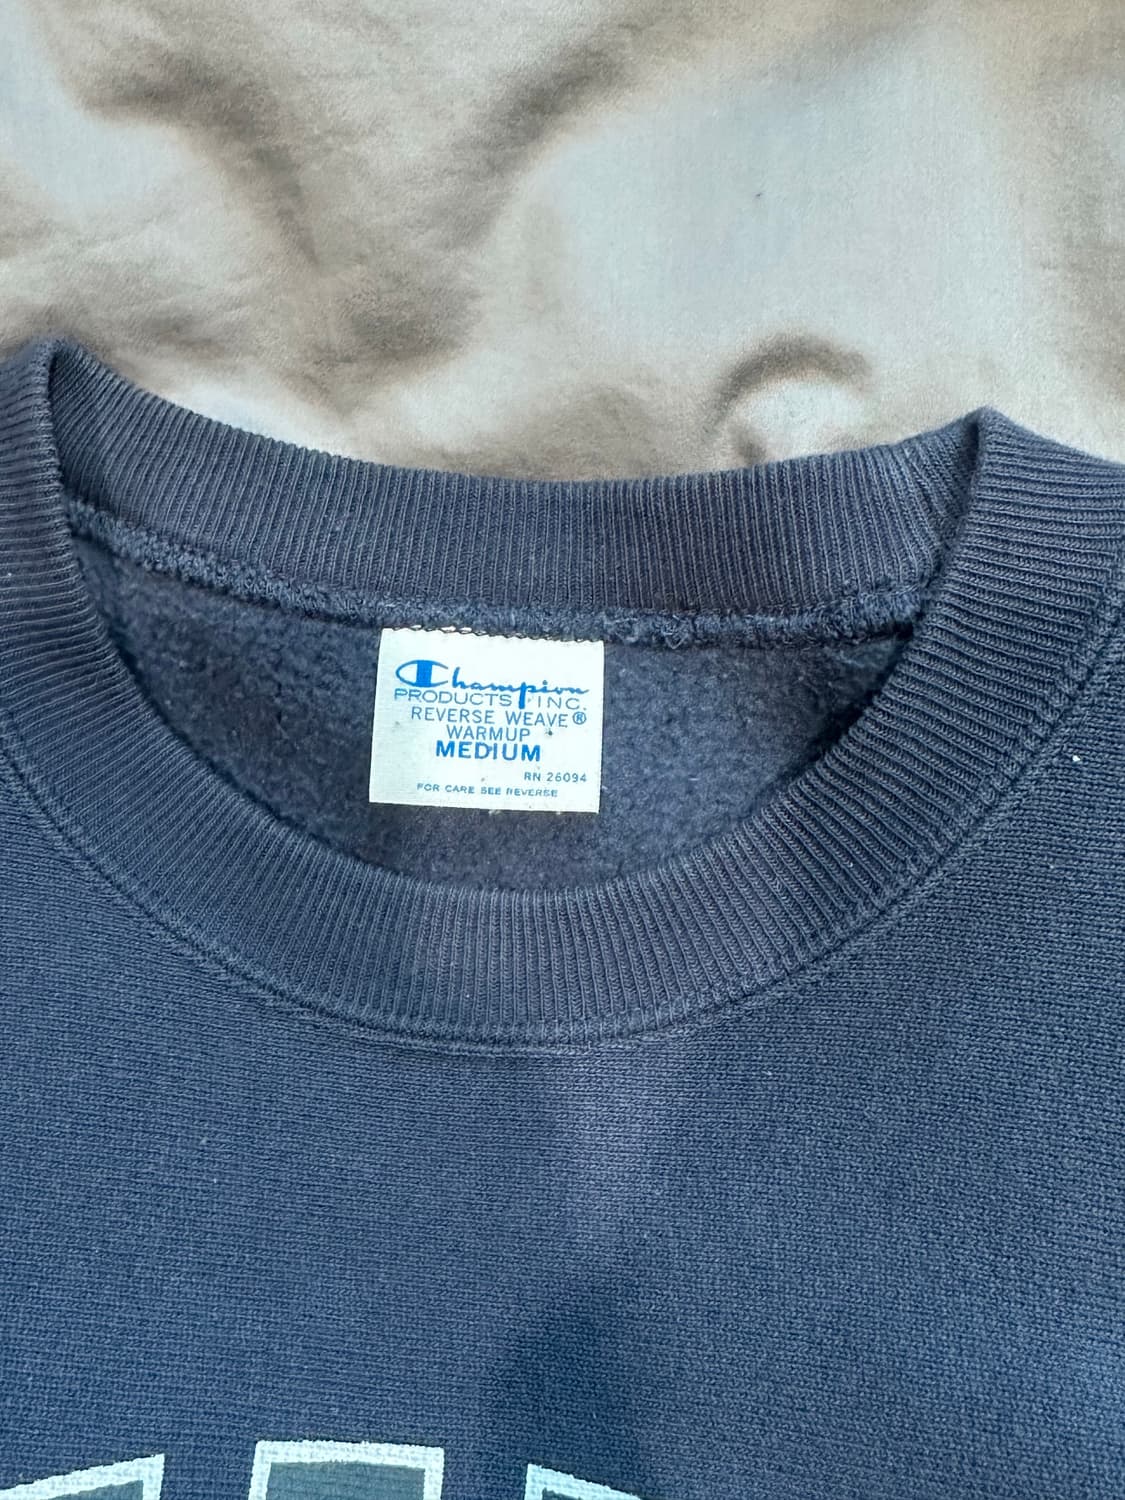 Champion
PRODUCTS INC.
REVERSE WEAVE®
WARMUP
MEDIUM
RN 26094
FOR CARE SEE REVERSE